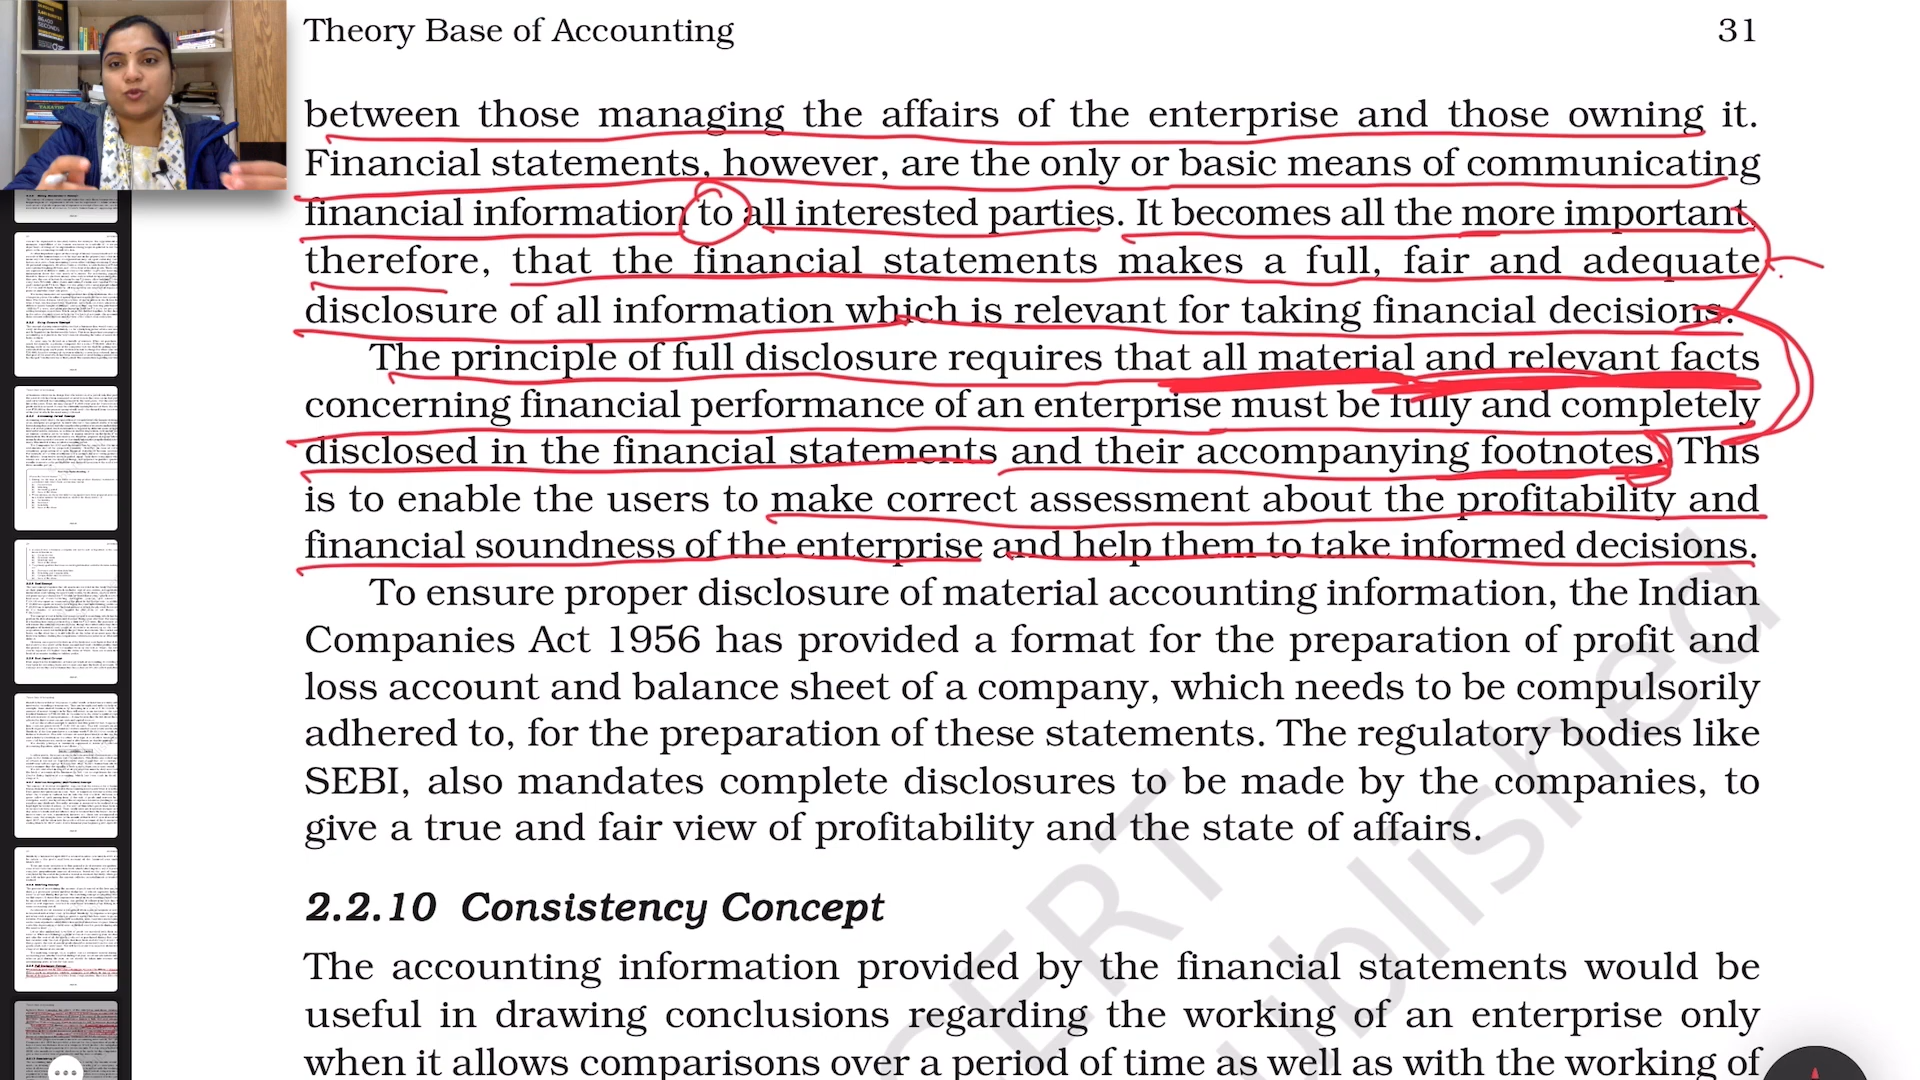 Theory Base of Accounting 31
between those managing the affairs of the enterprise and those owning it.
Financial statements, however, are the only or basic means of communicating
financial information to all interested parties. It becomes all the more important,
therefore, that the financial statements makes a full, fair and adequate
disclosure of all information which is relevant for taking financial decisions.
The principle of full disclosure requires that all material and relevant facts
concerning financial performance of an enterprise must be fully and completely
disclosed in the financial statements and their accompanying footnotes. This
is to enable the users to make correct assessment about the profitability and
financial soundness of the enterprise and help them to take informed decisions.
To ensure proper disclosure of material accounting information, the Indian
Companies Act 1956 has provided a format for the preparation of profit and
loss account and balance sheet of a company, which needs to be compulsorily
adhered to, for the preparation of these statements. The regulatory bodies like
SEBI, also mandates complete disclosures to be made by the companies, to
give a true and fair view of profitability and the state of affairs.
2.2.10 Consistency Concept
The accounting information provided by the financial statements would be
useful in drawing conclusions regarding the working of an enterprise only
when it allows comparisons over a period of time as well as with the working of